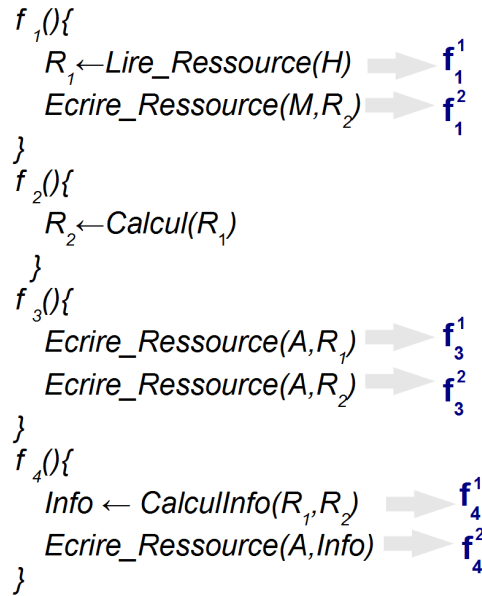 f₁(){
R₁←Lire_Ressource(H) f₁¹
Ecrire_Ressource(M,R₂) f₁²
}
f₂(){
R₂←Calcul(R₁)
}
f₃(){
Ecrire_Ressource(A,R₁) f₃¹
Ecrire_Ressource(A,R₂) f₃²
}
f₄(){
Info ← CalculInfo(R₁,R₂) f₄¹
Ecrire_Ressource(A,Info) f₄²
}